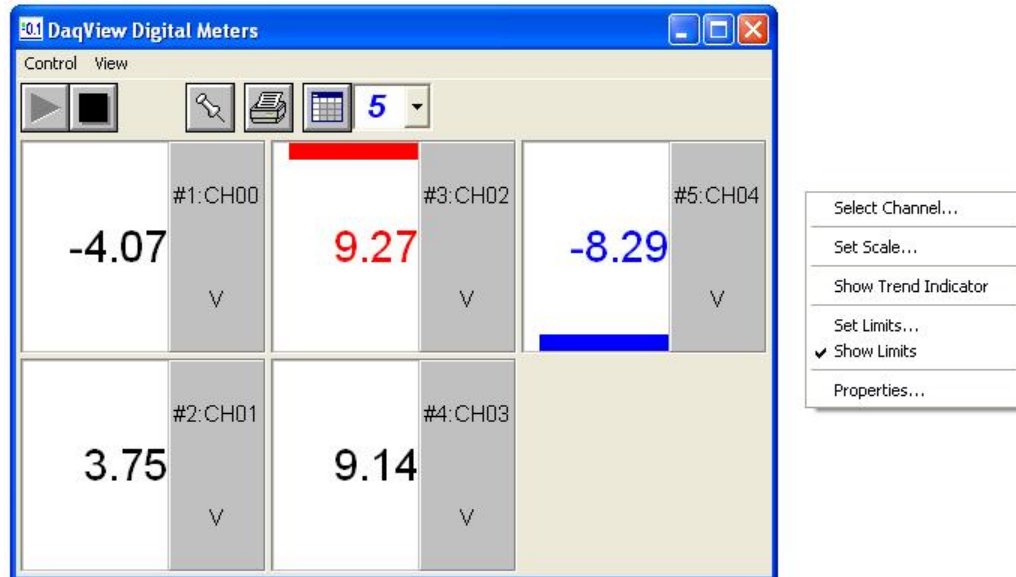 DaqView Digital Meters
Control View
5
#1:CH00
-4.07
V
#3:CH02
9.27
V
#5:CH04
-8.29
V
#2:CH01
3.75
V
#4:CH03
9.14
V
Select Channel...
Set Scale...
Show Trend Indicator
Set Limits...
Show Limits
Properties...